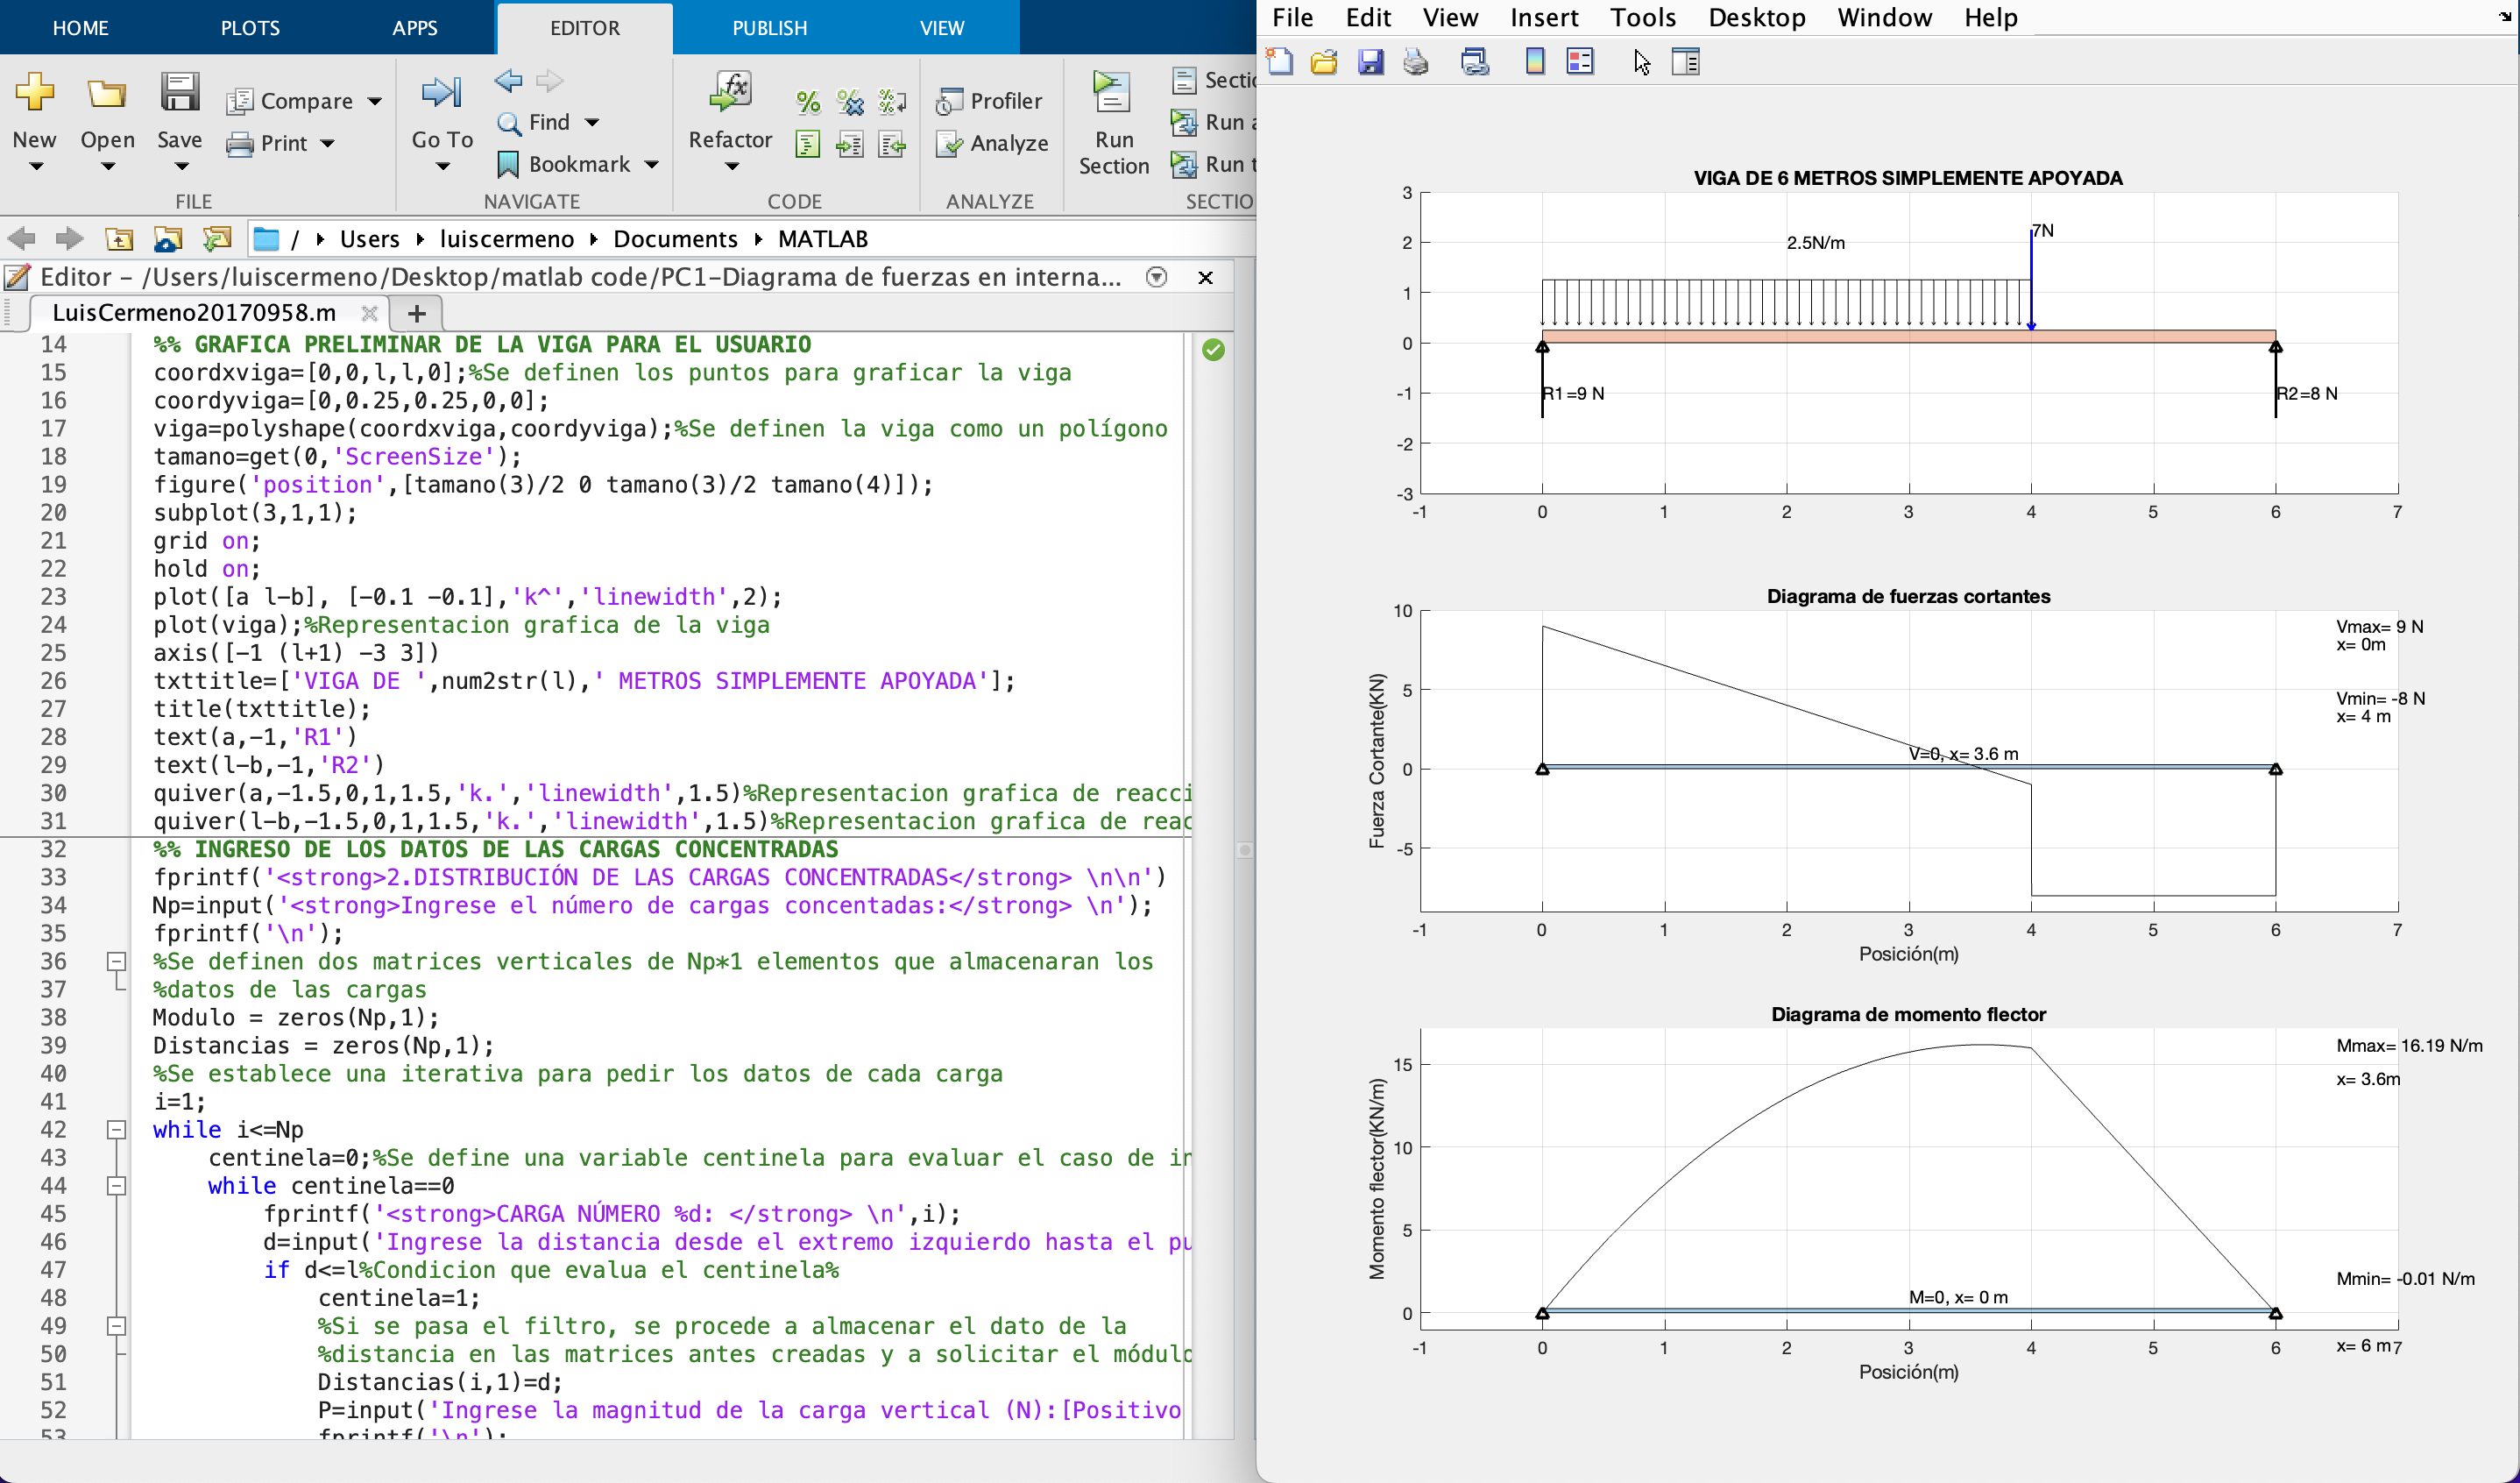 HOME PLOTS APPS EDITOR PUBLISH VIEW
New Open Save Compare Print
FILE
Go To Find Bookmark
NAVIGATE
Refactor
CODE
Profiler Analyze
ANALYZE
Run Section
Run
Run
/ Users luiscermeno Documents MATLAB
Editor – /Users/luiscermeno/Desktop/matlab code/PC1–Diagrama de fuerzas en interna...
LuisCermeno20170958.m
14 %% GRAFICA PRELIMINAR DE LA VIGA PARA EL USUARIO
15 coordxviga=[0,0,l,l,0];%Se definen los puntos para graficar la viga
16 coordyviga=[0,0.25,0.25,0,0];
17 viga=polyshape(coordxviga,coordyviga);%Se definen la viga como un polígono
18 tamano=get(0,'ScreenSize');
19 figure('position',[tamano(3)/2 0 tamano(3)/2 tamano(4)]);
20 subplot(3,1,1);
21 grid on;
22 hold on;
23 plot([a l-b], [-0.1 -0.1],'k^','linewidth',2);
24 plot(viga);%Representacion grafica de la viga
25 axis([-1 (l+1) -3 3])
26 txttitle=['VIGA DE ',num2str(l),' METROS SIMPLEMENTE APOYADA'];
27 title(txttitle);
28 text(a,-1,'R1')
29 text(l-b,-1,'R2')
30 quiver(a,-1.5,0,1,1.5,'k.','linewidth',1.5)%Representacion grafica de reacci
31 quiver(l-b,-1.5,0,1,1.5,'k.','linewidth',1.5)%Representacion grafica de reac
32 %% INGRESO DE LOS DATOS DE LAS CARGAS CONCENTRADAS
33 fprintf('<strong>2.DISTRIBUCIÓN DE LAS CARGAS CONCENTRADAS</strong> \n\n')
34 Np=input('<strong>Ingrese el número de cargas concentadas:</strong> \n');
35 fprintf('\n');
36 %Se definen dos matrices verticales de Np*1 elementos que almacenaran los
37 %datos de las cargas
38 Modulo = zeros(Np,1);
39 Distancias = zeros(Np,1);
40 %Se establece una iterativa para pedir los datos de cada carga
41 i=1;
42 while i<=Np
43 centinela=0;%Se define una variable centinela para evaluar el caso de in
44 while centinela==0
45 fprintf('<strong>CARGA NÚMERO %d: </strong> \n',i);
46 d=input('Ingrese la distancia desde el extremo izquierdo hasta el pu
47 if d<=l%Condicion que evalua el centinela%
48 centinela=1;
49 %Si se pasa el filtro, se procede a almacenar el dato de la
50 %distancia en las matrices antes creadas y a solicitar el módulo
51 Distancias(i,1)=d;
52 P=input('Ingrese la magnitud de la carga vertical (N):[Positivo
53 fprintf('\n');
File Edit View Insert Tools Desktop Window Help
VIGA DE 6 METROS SIMPLEMENTE APOYADA
3
2
1
0
-1
-2
-3
2.5N/m
7N
R1=9 N
R2=8 N
-1 0 1 2 3 4 5 6 7
Diagrama de fuerzas cortantes
Fuerza Cortante(KN)
10
5
0
-5
Vmax= 9 N
x= 0m
Vmin= -8 N
x= 4 m
V=0, x= 3.6 m
-1 0 1 2 3 4 5 6 7
Posición(m)
Diagrama de momento flector
Momento flector(KN/m)
15
10
5
0
Mmax= 16.19 N/m
x= 3.6m
Mmin= -0.01 N/m
M=0, x= 0 m
-1 0 1 2 3 4 5 6 x= 6 m 7
Posición(m)